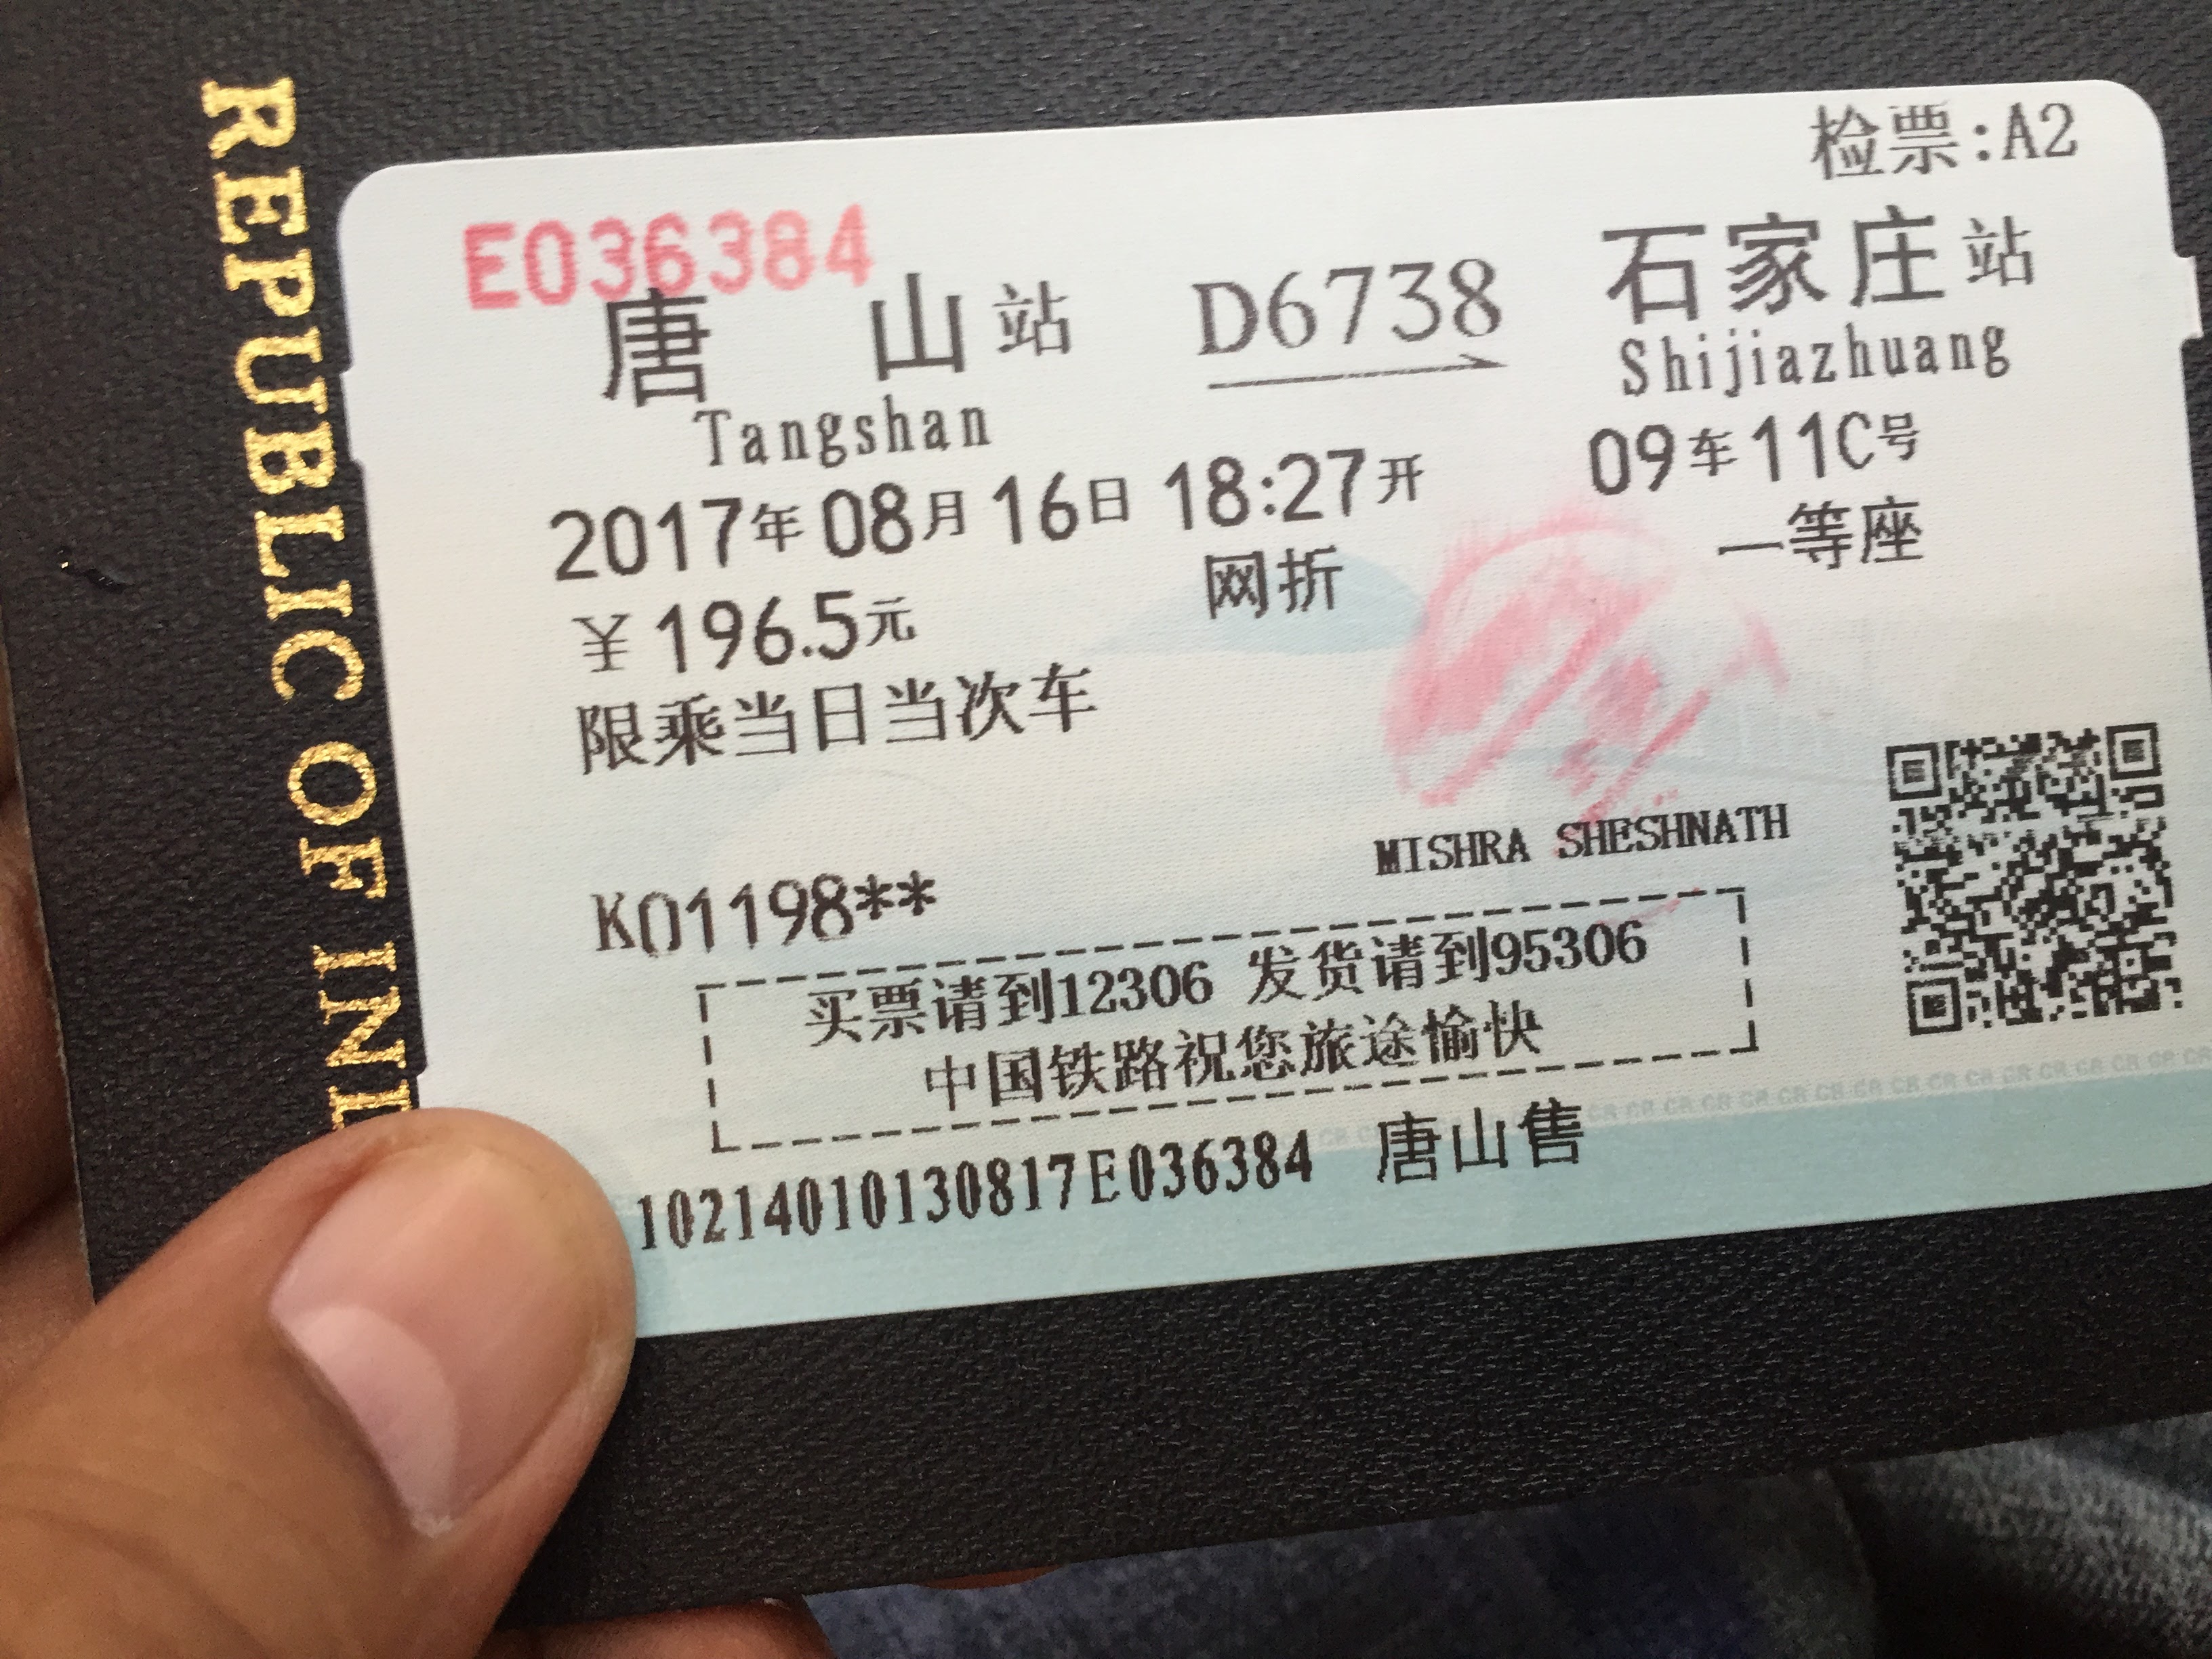 REPUBLIC OF IND
检票:A2
E036384
唐 山站 D6738 石家庄站
Tangshan Shijiazhuang
2017年08月16日 18:27开 09车11C号
¥196.5元 网折 一等座
限乘当日当次车
MISHRA SHESHNATH
K01198**
买票请到12306 发货请到95306
中国铁路祝您旅途愉快
10214010130817E036384 唐山售